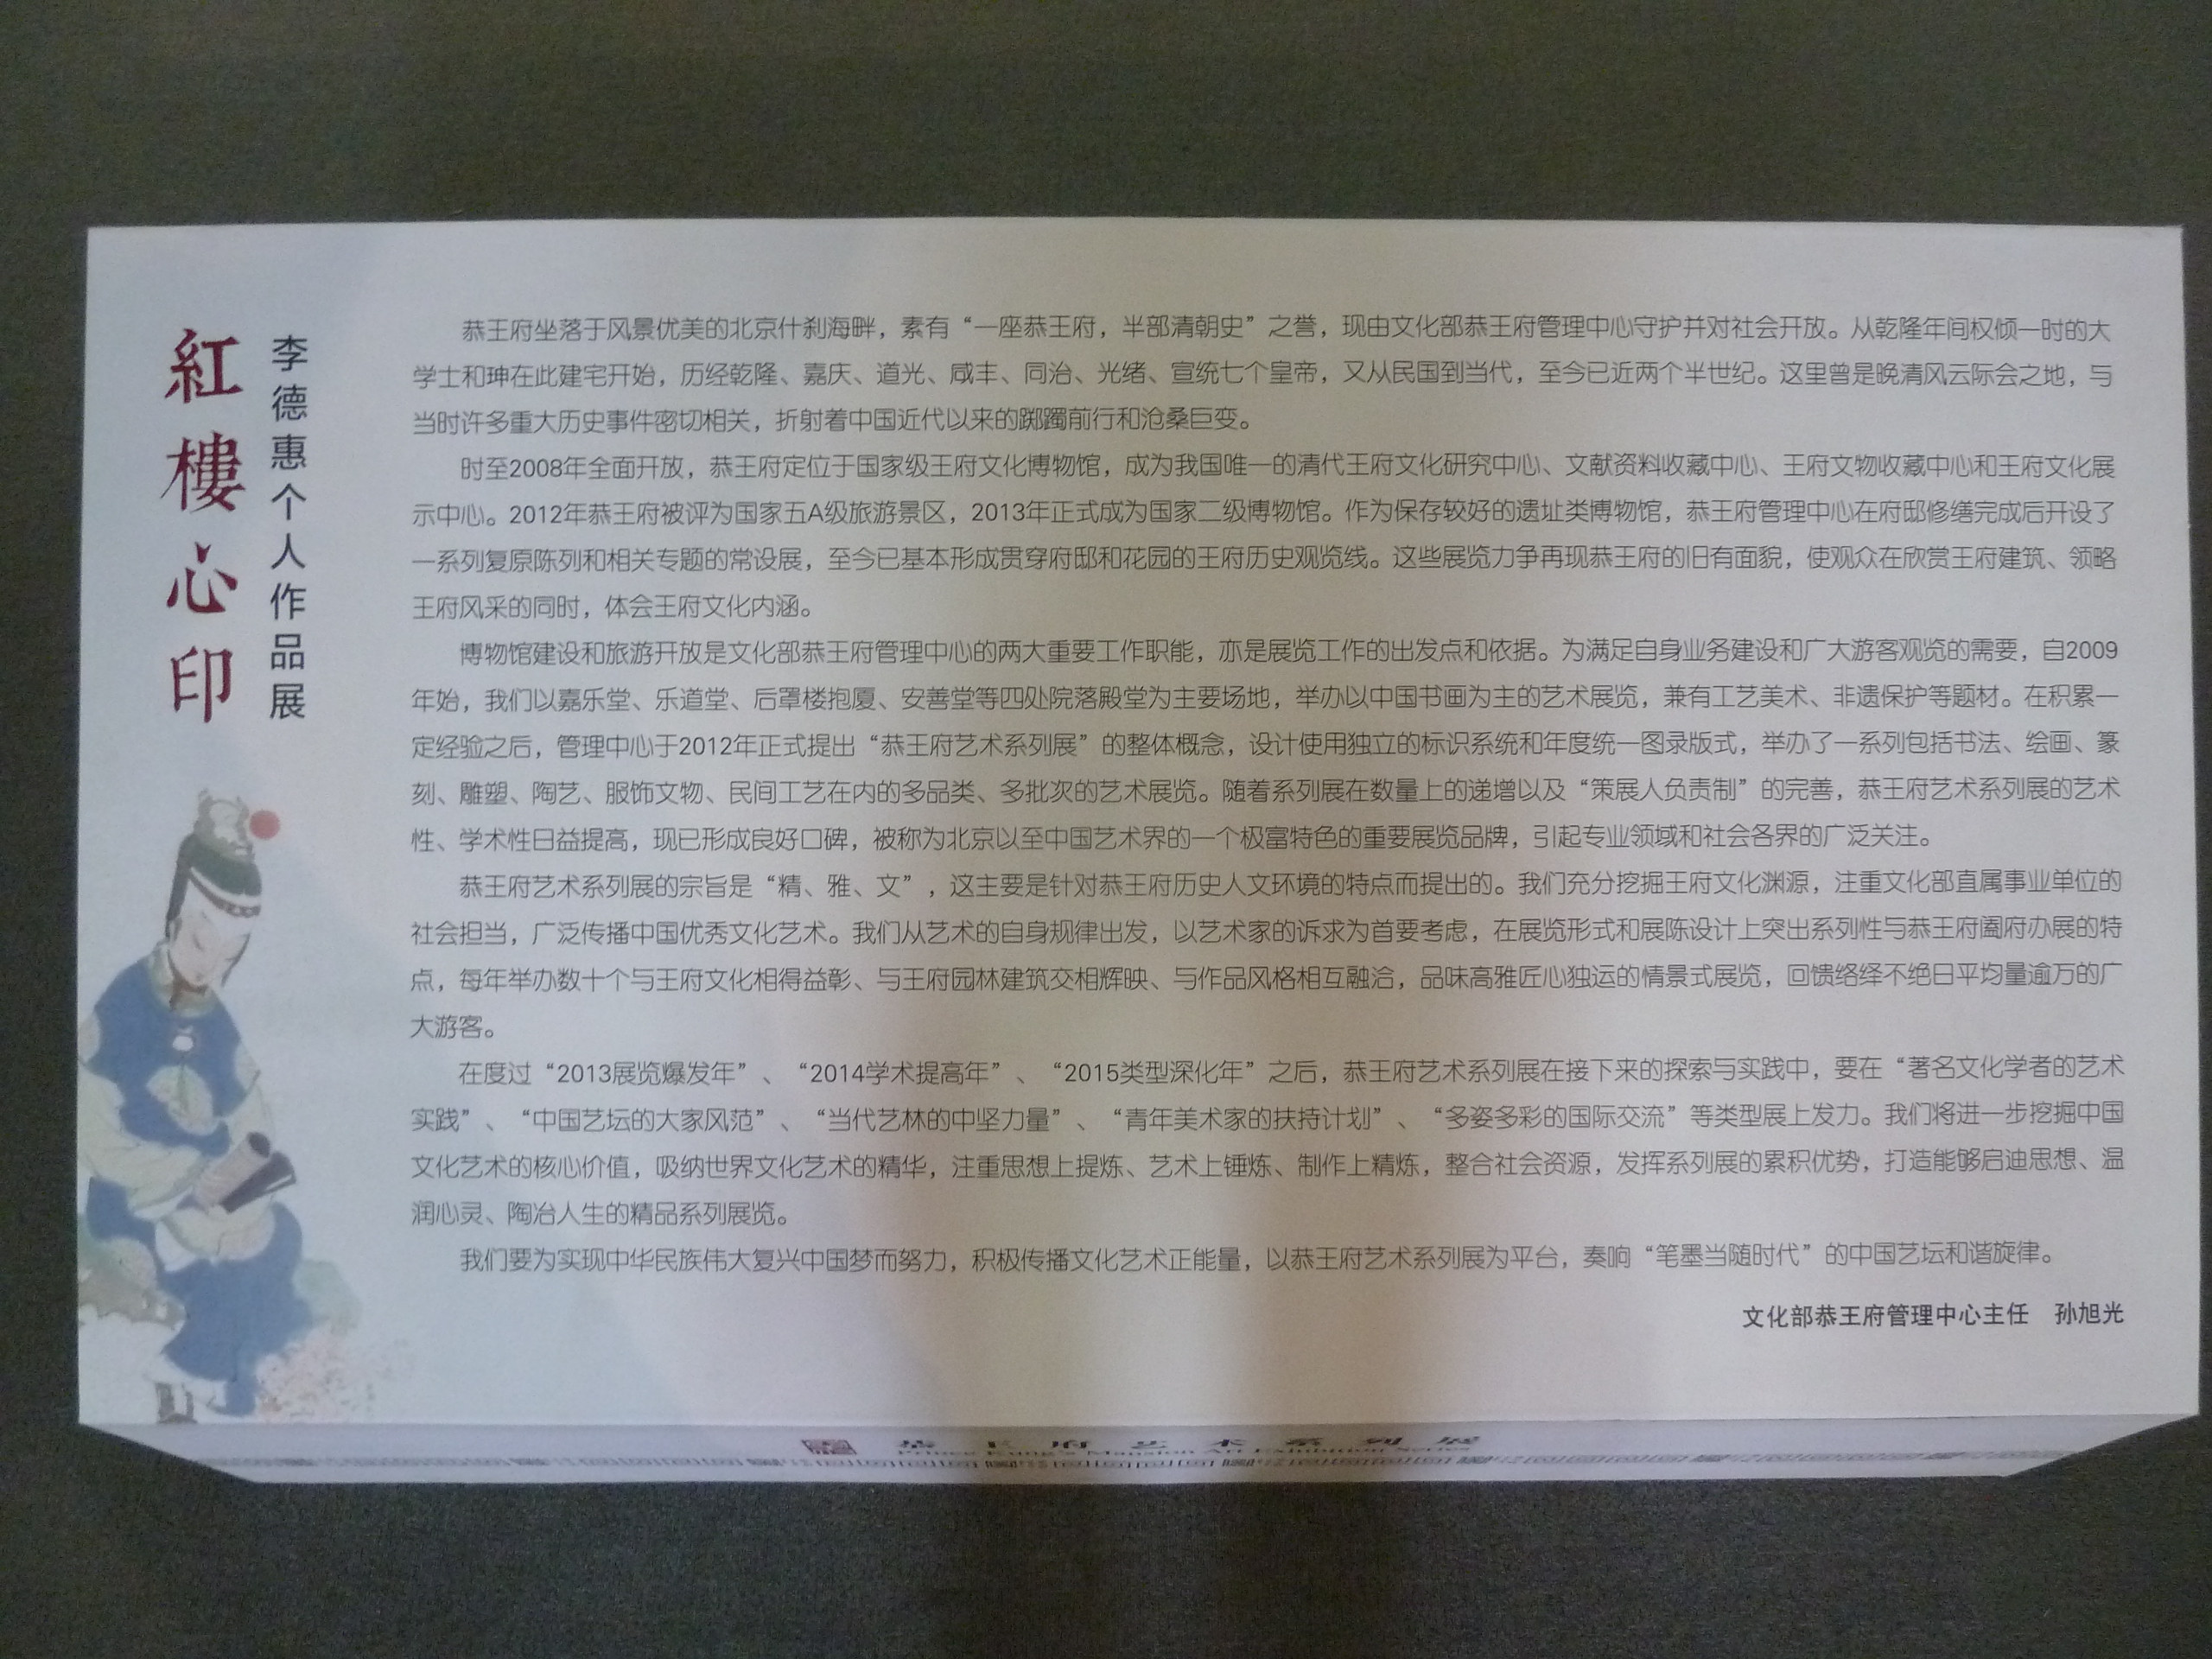 紅樓心印
李德惠个人作品展
恭王府坐落于风景优美的北京什刹海畔，素有“一座恭王府，半部清朝史”之誉，现由文化部恭王府管理中心守护并对社会开放。从乾隆年间权倾一时的大
学士和珅在此建宅开始，历经乾隆、嘉庆、道光、咸丰、同治、光绪、宣统七个皇帝，又从民国到当代，至今已近两个半世纪。这里曾是晚清风云际会之地，与
当时许多重大历史事件密切相关，折射着中国近代以来的踯躅前行和沧桑巨变。
时至2008年全面开放，恭王府定位于国家级王府文化博物馆，成为我国唯一的清代王府文化研究中心、文献资料收藏中心、王府文物收藏中心和王府文化展
示中心。2012年恭王府被评为国家五A级旅游景区，2013年正式成为国家二级博物馆。作为保存较好的遗址类博物馆，恭王府管理中心在府邸修缮完成后开设了
一系列复原陈列和相关专题的常设展，至今已基本形成贯穿府邸和花园的王府历史观览线。这些展览力争再现恭王府的旧有面貌，使观众在欣赏王府建筑、领略
王府风采的同时，体会王府文化内涵。
博物馆建设和旅游开放是文化部恭王府管理中心的两大重要工作职能，亦是展览工作的出发点和依据。为满足自身业务建设和广大游客观览的需要，自2009
年始，我们以嘉乐堂、乐道堂、后罩楼抱厦、安善堂等四处院落殿堂为主要场地，举办以中国书画为主的艺术展览，兼有工艺美术、非遗保护等题材。在积累一
定经验之后，管理中心于2012年正式提出“恭王府艺术系列展”的整体概念，设计使用独立的标识系统和年度统一图录版式，举办了一系列包括书法、绘画、篆
刻、雕塑、陶艺、服饰文物、民间工艺在内的多品类、多批次的艺术展览。随着系列展在数量上的递增以及“策展人负责制”的完善，恭王府艺术系列展的艺术
性、学术性日益提高，现已形成良好口碑，被称为北京以至中国艺术界的一个极富特色的重要展览品牌，引起专业领域和社会各界的广泛关注。
恭王府艺术系列展的宗旨是“精、雅、文”，这主要是针对恭王府历史人文环境的特点而提出的。我们充分挖掘王府文化渊源，注重文化部直属事业单位的
社会担当，广泛传播中国优秀文化艺术。我们从艺术的自身规律出发，以艺术家的诉求为首要考虑，在展览形式和展陈设计上突出系列性与恭王府阖府办展的特
点，每年举办数十个与王府文化相得益彰、与王府园林建筑交相辉映、与作品风格相互融洽，品味高雅匠心独运的情景式展览，回馈络绎不绝日平均量逾万的广
大游客。
在度过“2013展览爆发年”、“2014学术提高年”、“2015类型深化年”之后，恭王府艺术系列展在接下来的探索与实践中，要在“著名文化学者的艺术
实践”、“中国艺坛的大家风范”、“当代艺林的中坚力量”、“青年美术家的扶持计划”、“多姿多彩的国际交流”等类型展上发力。我们将进一步挖掘中国
文化艺术的核心价值，吸纳世界文化艺术的精华，注重思想上提炼、艺术上锤炼、制作上精炼，整合社会资源，发挥系列展的累积优势，打造能够启迪思想、温
润心灵、陶冶人生的精品系列展览。
我们要为实现中华民族伟大复兴中国梦而努力，积极传播文化艺术正能量，以恭王府艺术系列展为平台，奏响“笔墨当随时代”的中国艺坛和谐旋律。
文化部恭王府管理中心主任　孙旭光
恭王府艺术系列展
Prince Kung's Mansion Art Exhibition Series